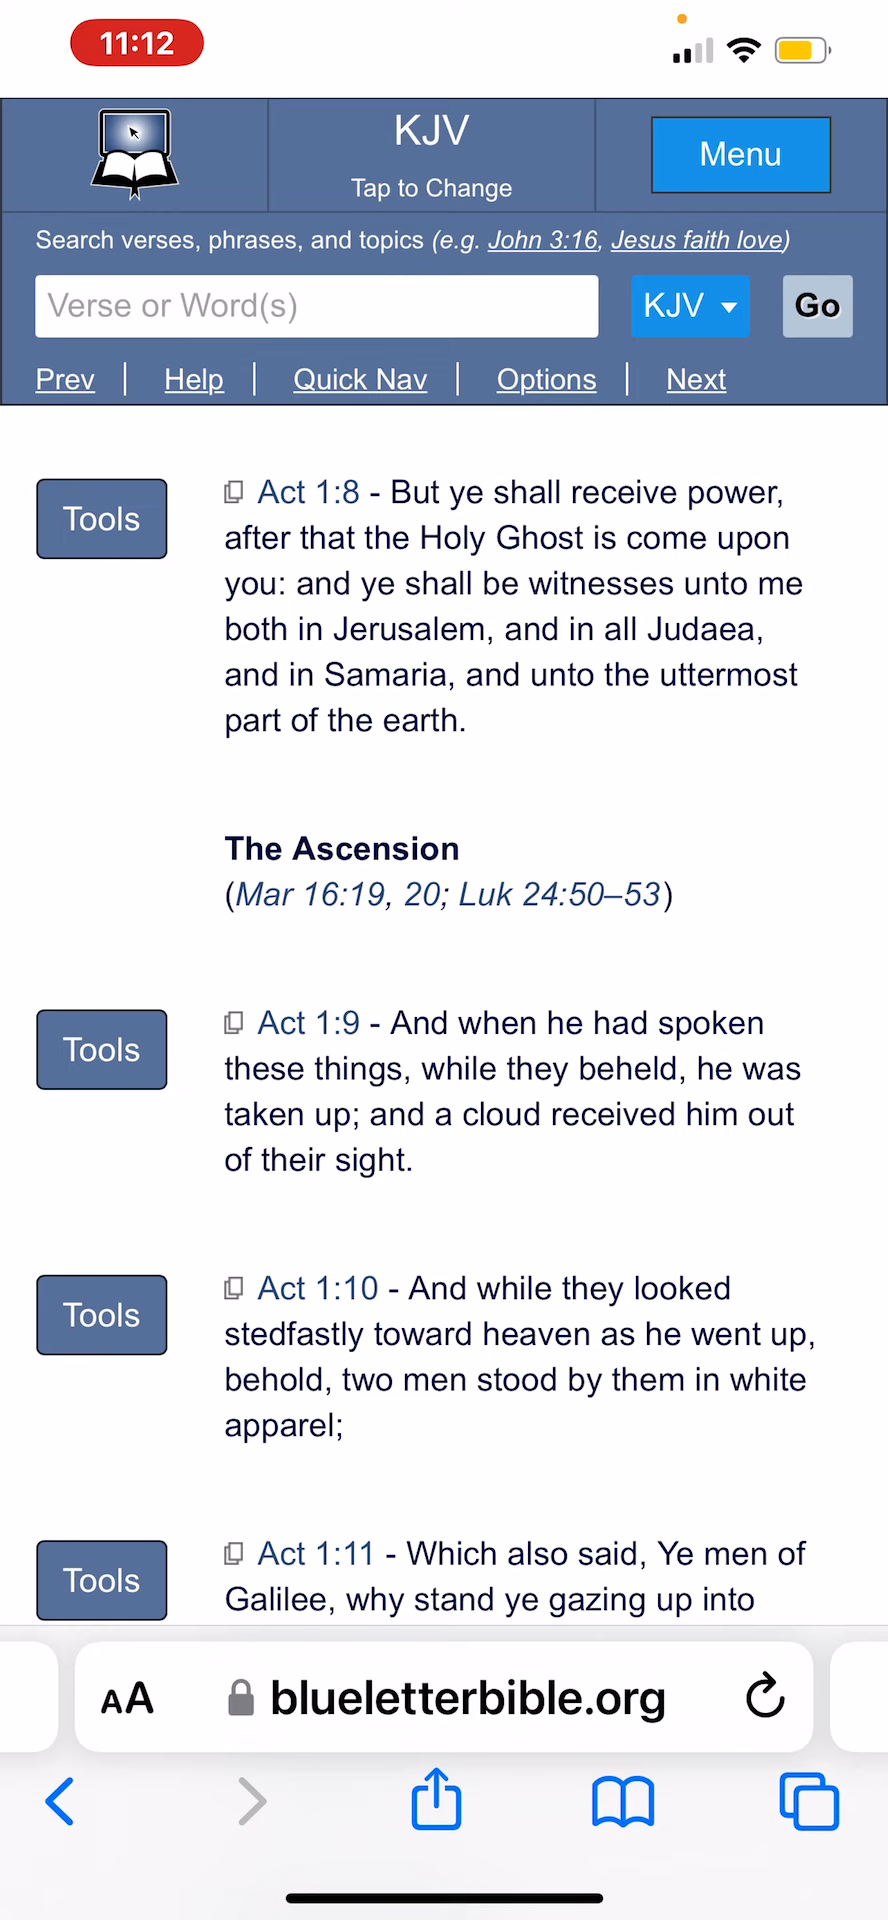 11:12
KJV
Tap to Change
Menu
Search verses, phrases, and topics (e.g. John 3:16, Jesus faith love)
Verse or Word(s)
KJV
Go
Prev | Help | Quick Nav | Options | Next
Tools
Act 1:8 - But ye shall receive power,
after that the Holy Ghost is come upon
you: and ye shall be witnesses unto me
both in Jerusalem, and in all Judaea,
and in Samaria, and unto the uttermost
part of the earth.
The Ascension
(Mar 16:19, 20; Luk 24:50–53)
Tools
Act 1:9 - And when he had spoken
these things, while they beheld, he was
taken up; and a cloud received him out
of their sight.
Tools
Act 1:10 - And while they looked
stedfastly toward heaven as he went up,
behold, two men stood by them in white
apparel;
Tools
Act 1:11 - Which also said, Ye men of
Galilee, why stand ye gazing up into
AA
blueletterbible.org